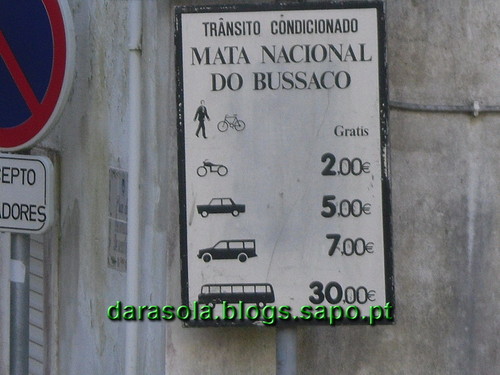 TRÂNSITO CONDICIONADO
MATA NACIONAL
DO BUSSACO
Gratis
2.00€
5.00€
7.00€
30.00€
CEPTO
ADORES
darasola.blogs.sapo.pt